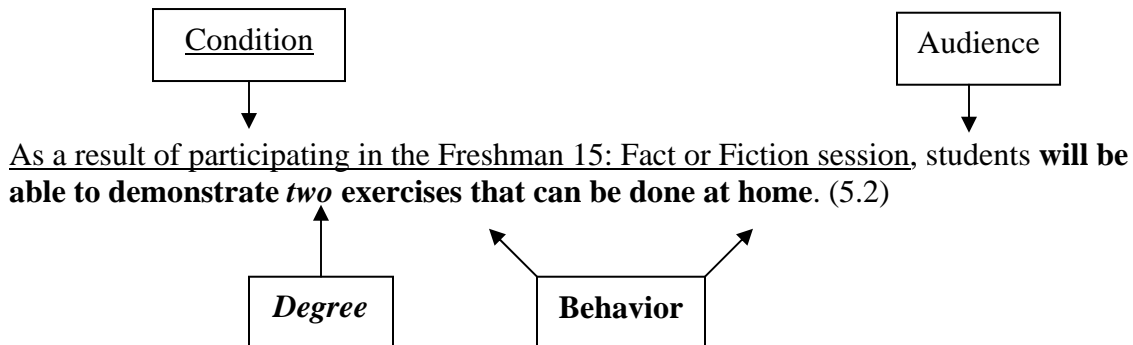 Condition Audience
As a result of participating in the Freshman 15: Fact or Fiction session, students will be
able to demonstrate two exercises that can be done at home. (5.2)
Degree Behavior